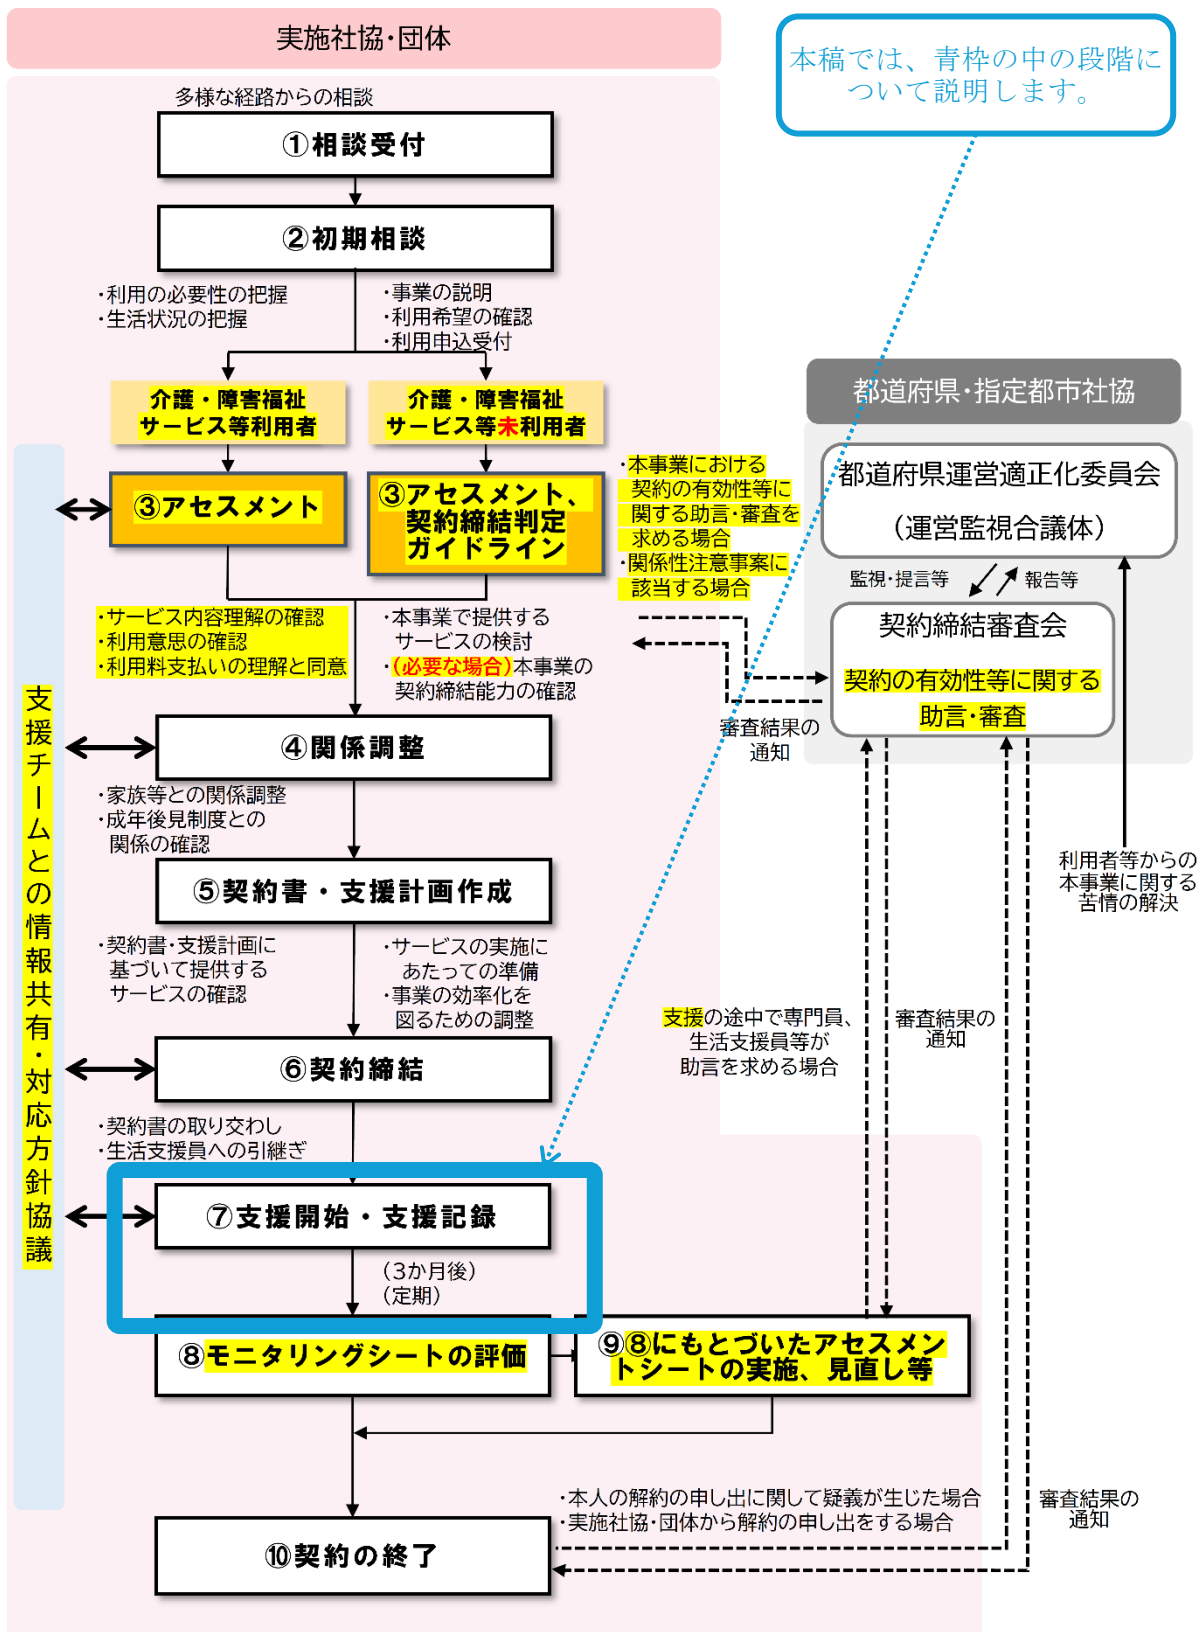 実施社協・団体
本稿では、青枠の中の段階に
ついて説明します。
多様な経路からの相談
①相談受付
②初期相談
・利用の必要性の把握
・生活状況の把握
・事業の説明
・利用希望の確認
・利用申込受付
介護・障害福祉
サービス等利用者
介護・障害福祉
サービス等未利用者
③アセスメント
③アセスメント、
契約締結判定
ガイドライン
・本事業における
契約の有効性等に
関する助言・審査を
求める場合
・関係性注意事案に
該当する場合
都道府県・指定都市社協
都道府県運営適正化委員会
（運営監視合議体）
監視・提言等
報告等
契約締結審査会
契約の有効性等に関する
助言・審査
・サービス内容理解の確認
・利用意思の確認
・利用料支払いの理解と同意
・本事業で提供する
サービスの検討
・（必要な場合）本事業の
契約締結能力の確認
審査結果の
通知
支援チームとの情報共有・対応方針協議
④関係調整
・家族等との関係調整
・成年後見制度との
関係の確認
利用者等からの
本事業に関する
苦情の解決
⑤契約書・支援計画作成
・契約書・支援計画に
基づいて提供する
サービスの確認
・サービスの実施に
あたっての準備
・事業の効率化を
図るための調整
支援の途中で専門員、
生活支援員等が
助言を求める場合
審査結果の
通知
⑥契約締結
・契約書の取り交わし
・生活支援員への引継ぎ
⑦支援開始・支援記録
（３か月後）
（定期）
⑧モニタリングシートの評価
⑨⑧にもとづいたアセスメン
トシートの実施、見直し等
・本人の解約の申し出に関して疑義が生じた場合
・実施社協・団体から解約の申し出をする場合
審査結果の
通知
⑩契約の終了